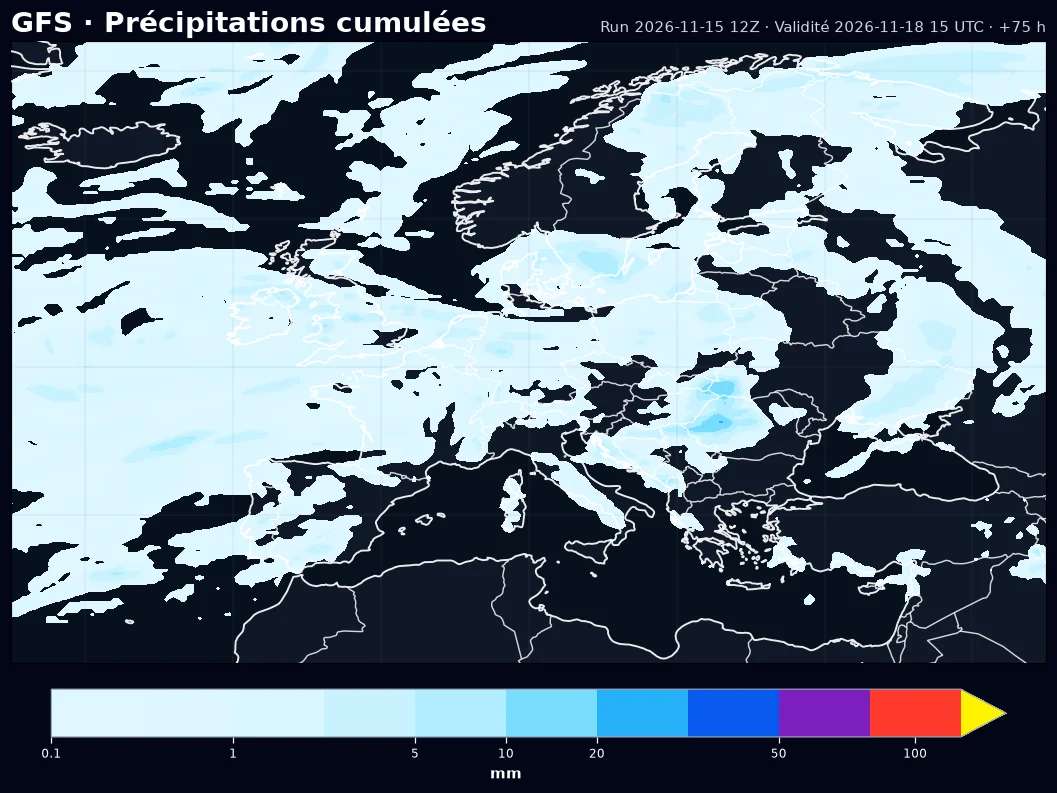 GFS · Précipitations cumulées
Run 2026-11-15 12Z · Validité 2026-11-18 15 UTC · +75 h
0.1 1 5 10 20 50 100
mm